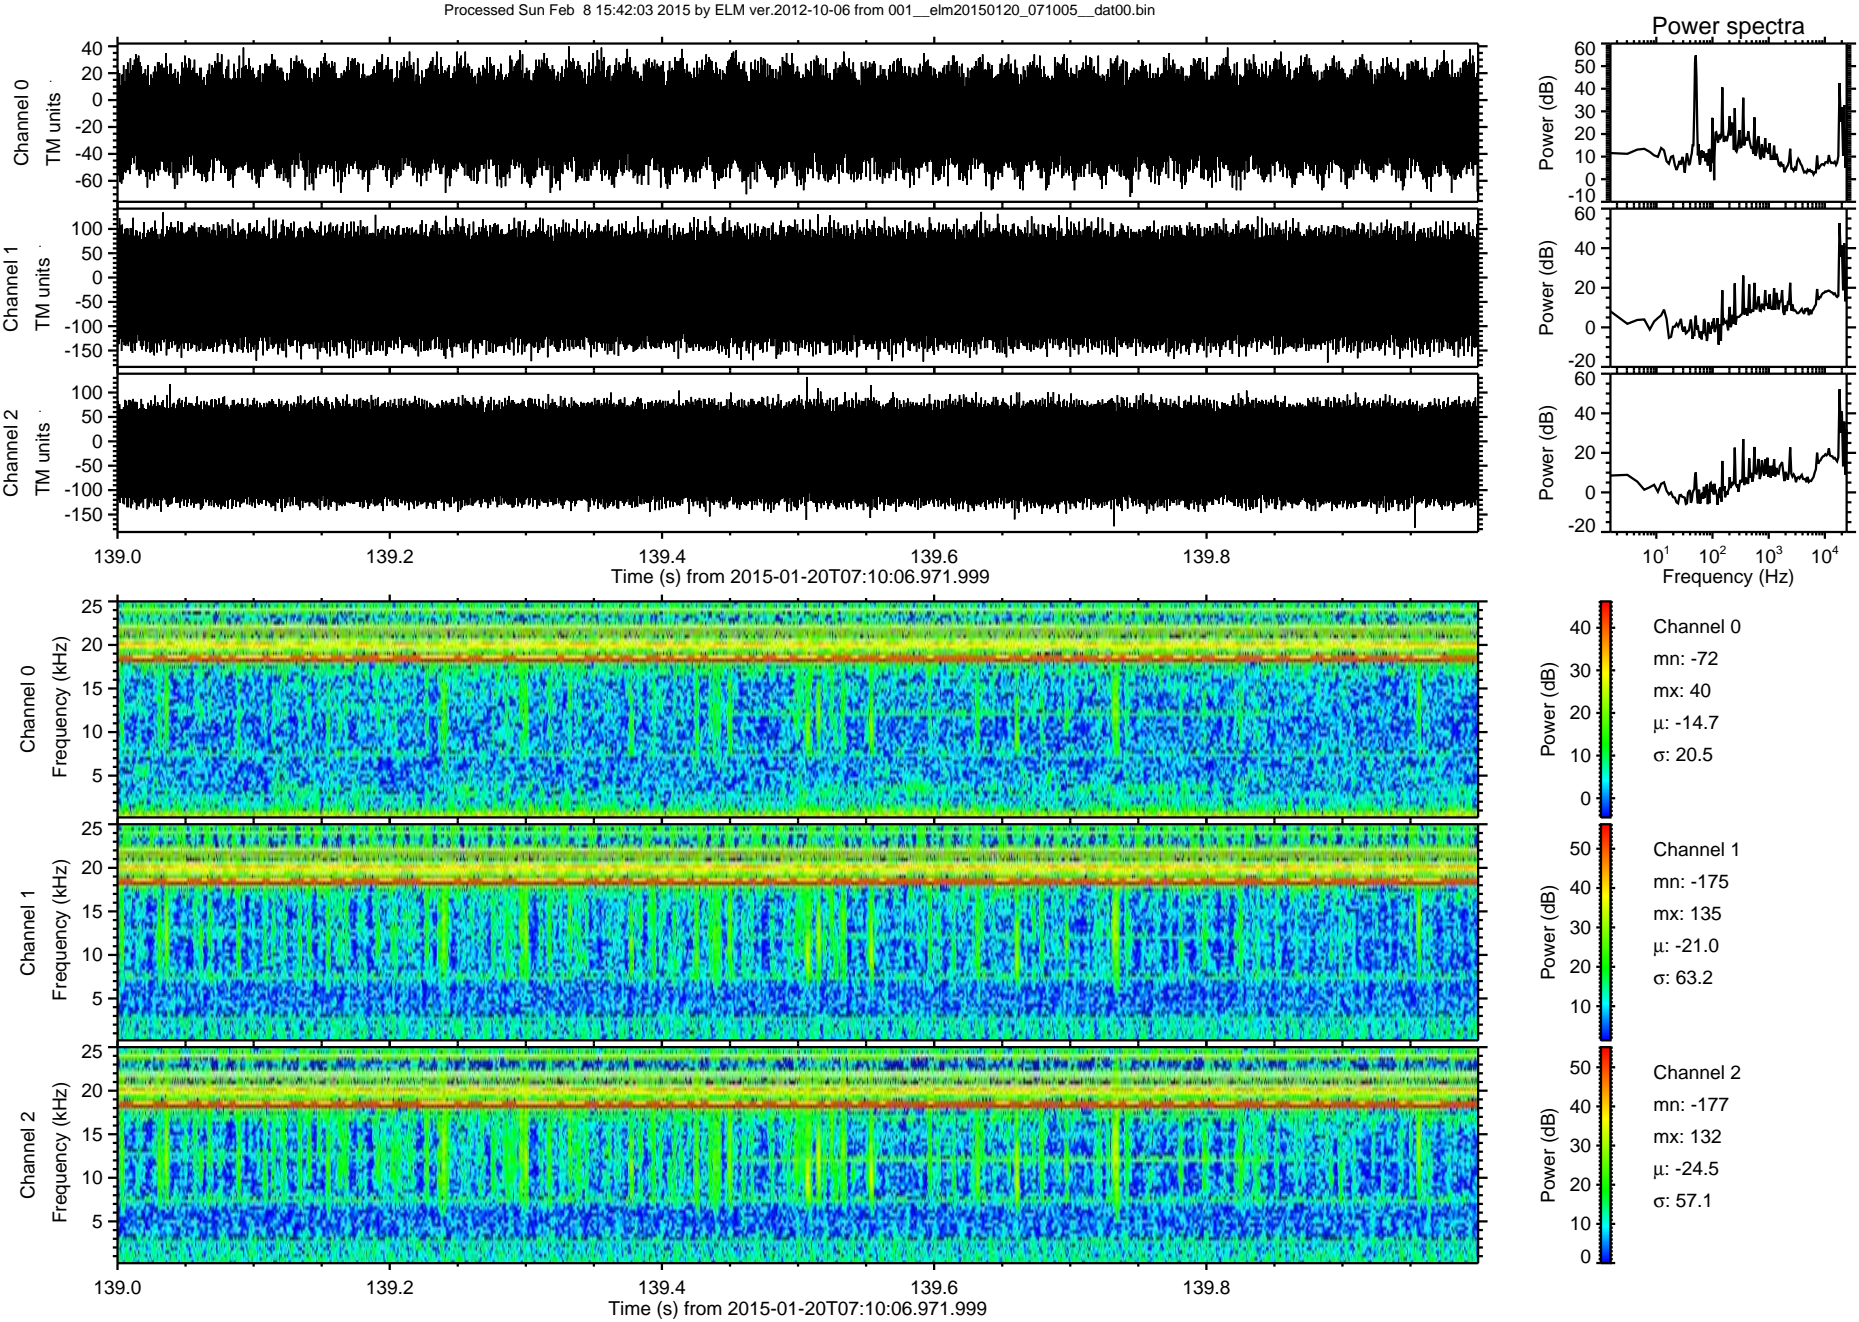 Processed Sun Feb  8 15:42:03 2015 by ELM ver.2012-10-06 from 001__elm20150120_071005__dat00.bin
Power spectra
Channel 0
TM units
40
20
0
-20
-40
-60
Power (dB)
60
50
40
30
20
10
0
-10
Channel 1
TM units
100
50
0
-50
-100
-150
Power (dB)
60
40
20
0
-20
Channel 2
TM units
100
50
0
-50
-100
-150
Power (dB)
60
40
20
0
-20
139.0 139.2 139.4 139.6 139.8
Time (s) from 2015-01-20T07:10:06.971.999
10¹ 10² 10³ 10⁴
Frequency (Hz)
Channel 0
Frequency (kHz)
25
20
15
10
5
Power (dB)
40
30
20
10
0
Channel 0
mn: -72
mx: 40
µ: -14.7
σ: 20.5
Channel 1
Frequency (kHz)
25
20
15
10
5
Power (dB)
50
40
30
20
10
Channel 1
mn: -175
mx: 135
µ: -21.0
σ: 63.2
Channel 2
Frequency (kHz)
25
20
15
10
5
Power (dB)
50
40
30
20
10
0
Channel 2
mn: -177
mx: 132
µ: -24.5
σ: 57.1
139.0 139.2 139.4 139.6 139.8
Time (s) from 2015-01-20T07:10:06.971.999